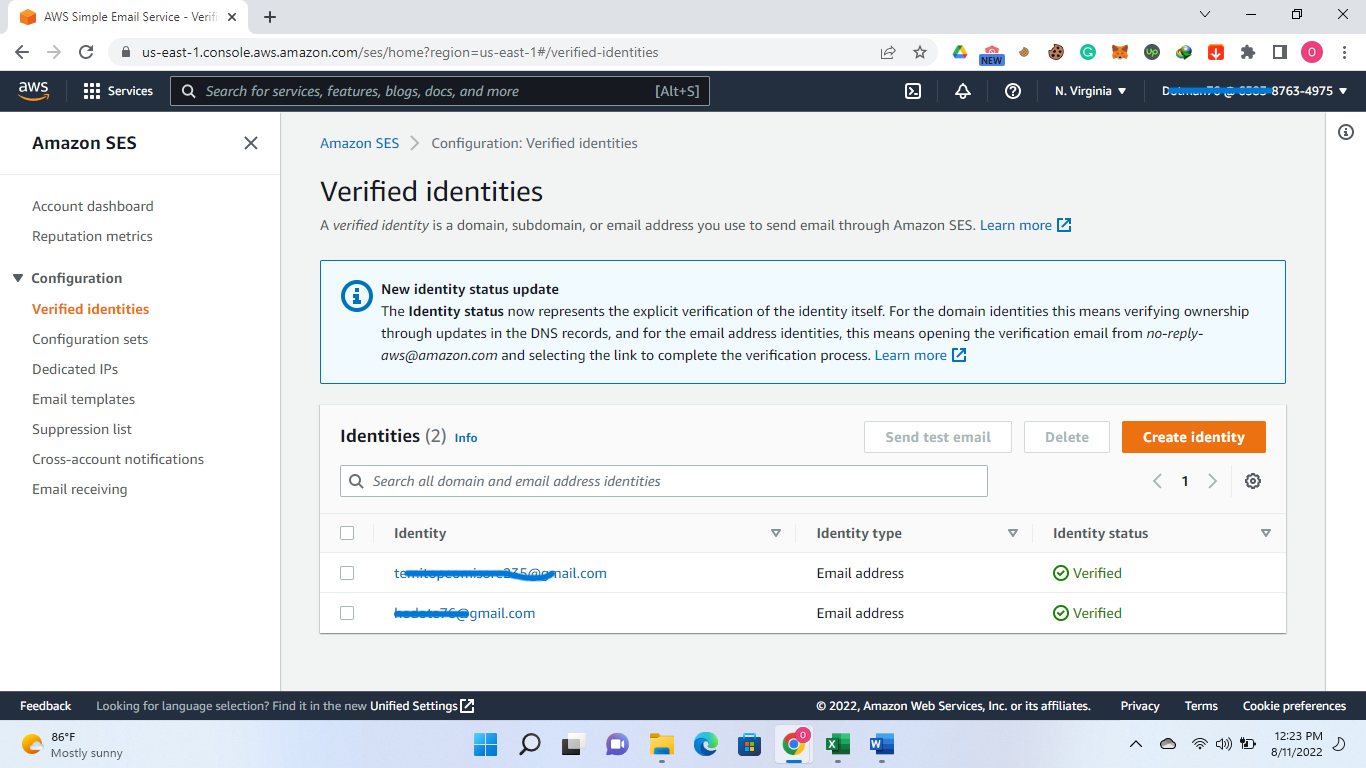 AWS Simple Email Service - Verifi
us-east-1.console.aws.amazon.com/ses/home?region=us-east-1#/verified-identities
NEW
Up
O
aws
Services
Search for services, features, blogs, docs, and more
[Alt+S]
N. Virginia
8763-4975
Amazon SES
Amazon SES
Configuration: Verified identities
Account dashboard
Reputation metrics
Configuration
Verified identities
Configuration sets
Dedicated IPs
Email templates
Suppression list
Cross-account notifications
Email receiving
Verified identities
A verified identity is a domain, subdomain, or email address you use to send email through Amazon SES. Learn more
New identity status update
The Identity status now represents the explicit verification of the identity itself. For the domain identities this means verifying ownership
through updates in the DNS records, and for the email address identities, this means opening the verification email from no-reply-
aws@amazon.com and selecting the link to complete the verification process. Learn more
Identities (2) Info
Send test email
Delete
Create identity
Search all domain and email address identities
1
Identity
Identity type
Identity status
mail.com
Email address
Verified
gmail.com
Email address
Verified
Feedback
Looking for language selection? Find it in the new Unified Settings
© 2022, Amazon Web Services, Inc. or its affiliates.
Privacy
Terms
Cookie preferences
86°F
Mostly sunny
0
12:23 PM
8/11/2022